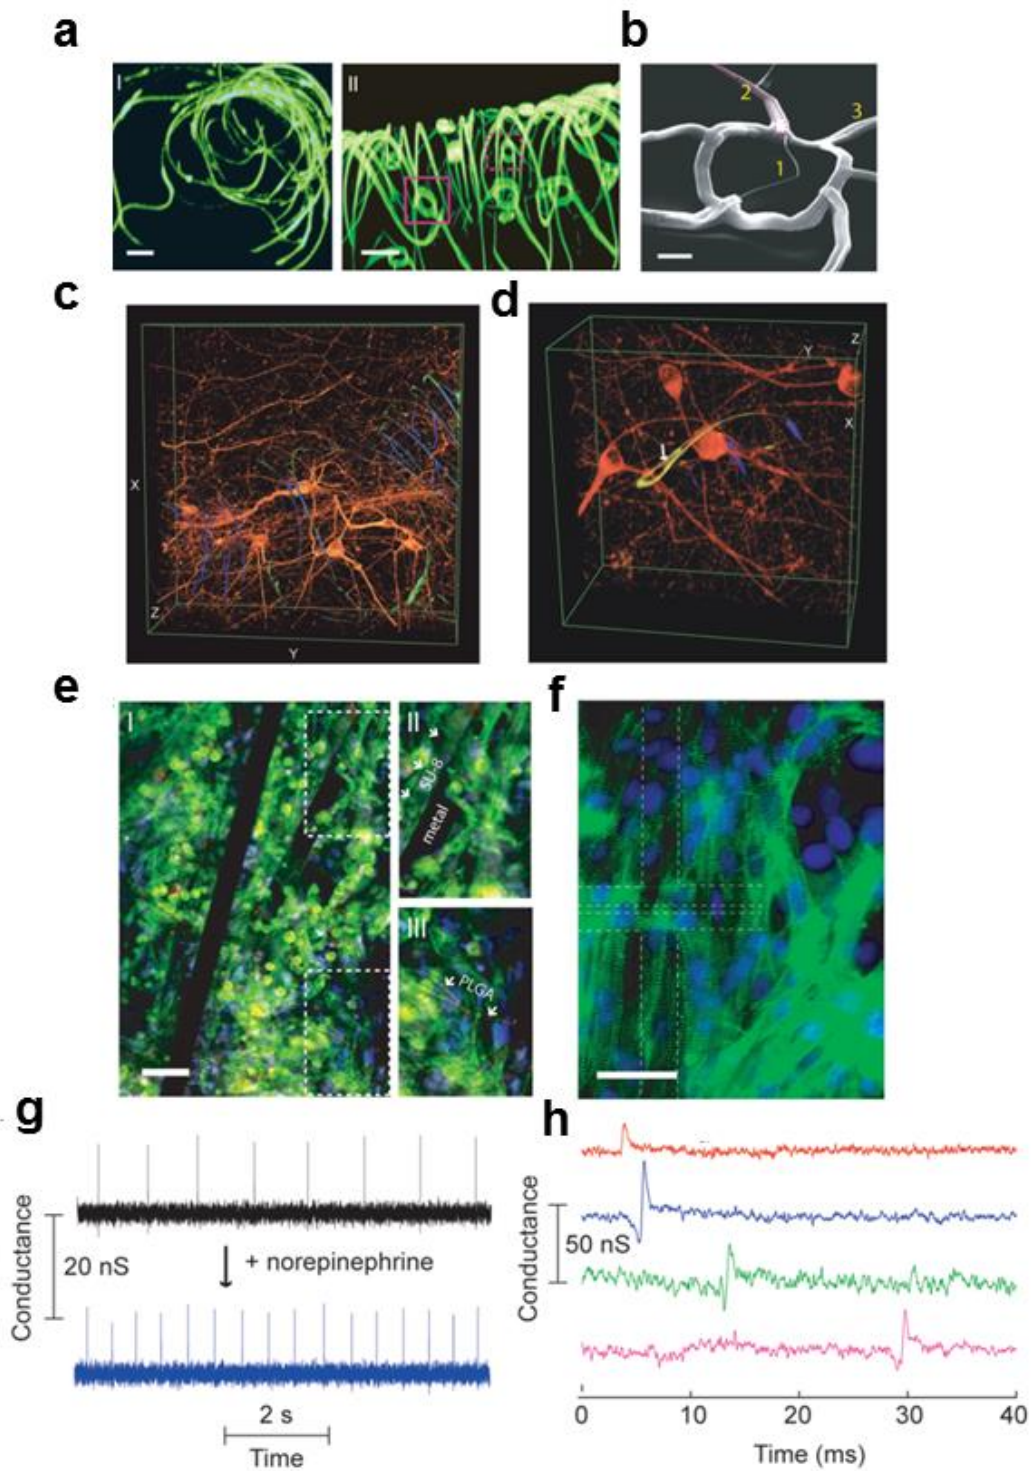 a
b
I
II
2
3
1
c
d
X
Z
Y
Z
Y
X
e
f
I
II
SU-8
metal
III
PLGA
g
h
Conductance
20 nS
+ norepinephrine
2 s
Time
Conductance
50 nS
0 10 20 30 40
Time (ms)